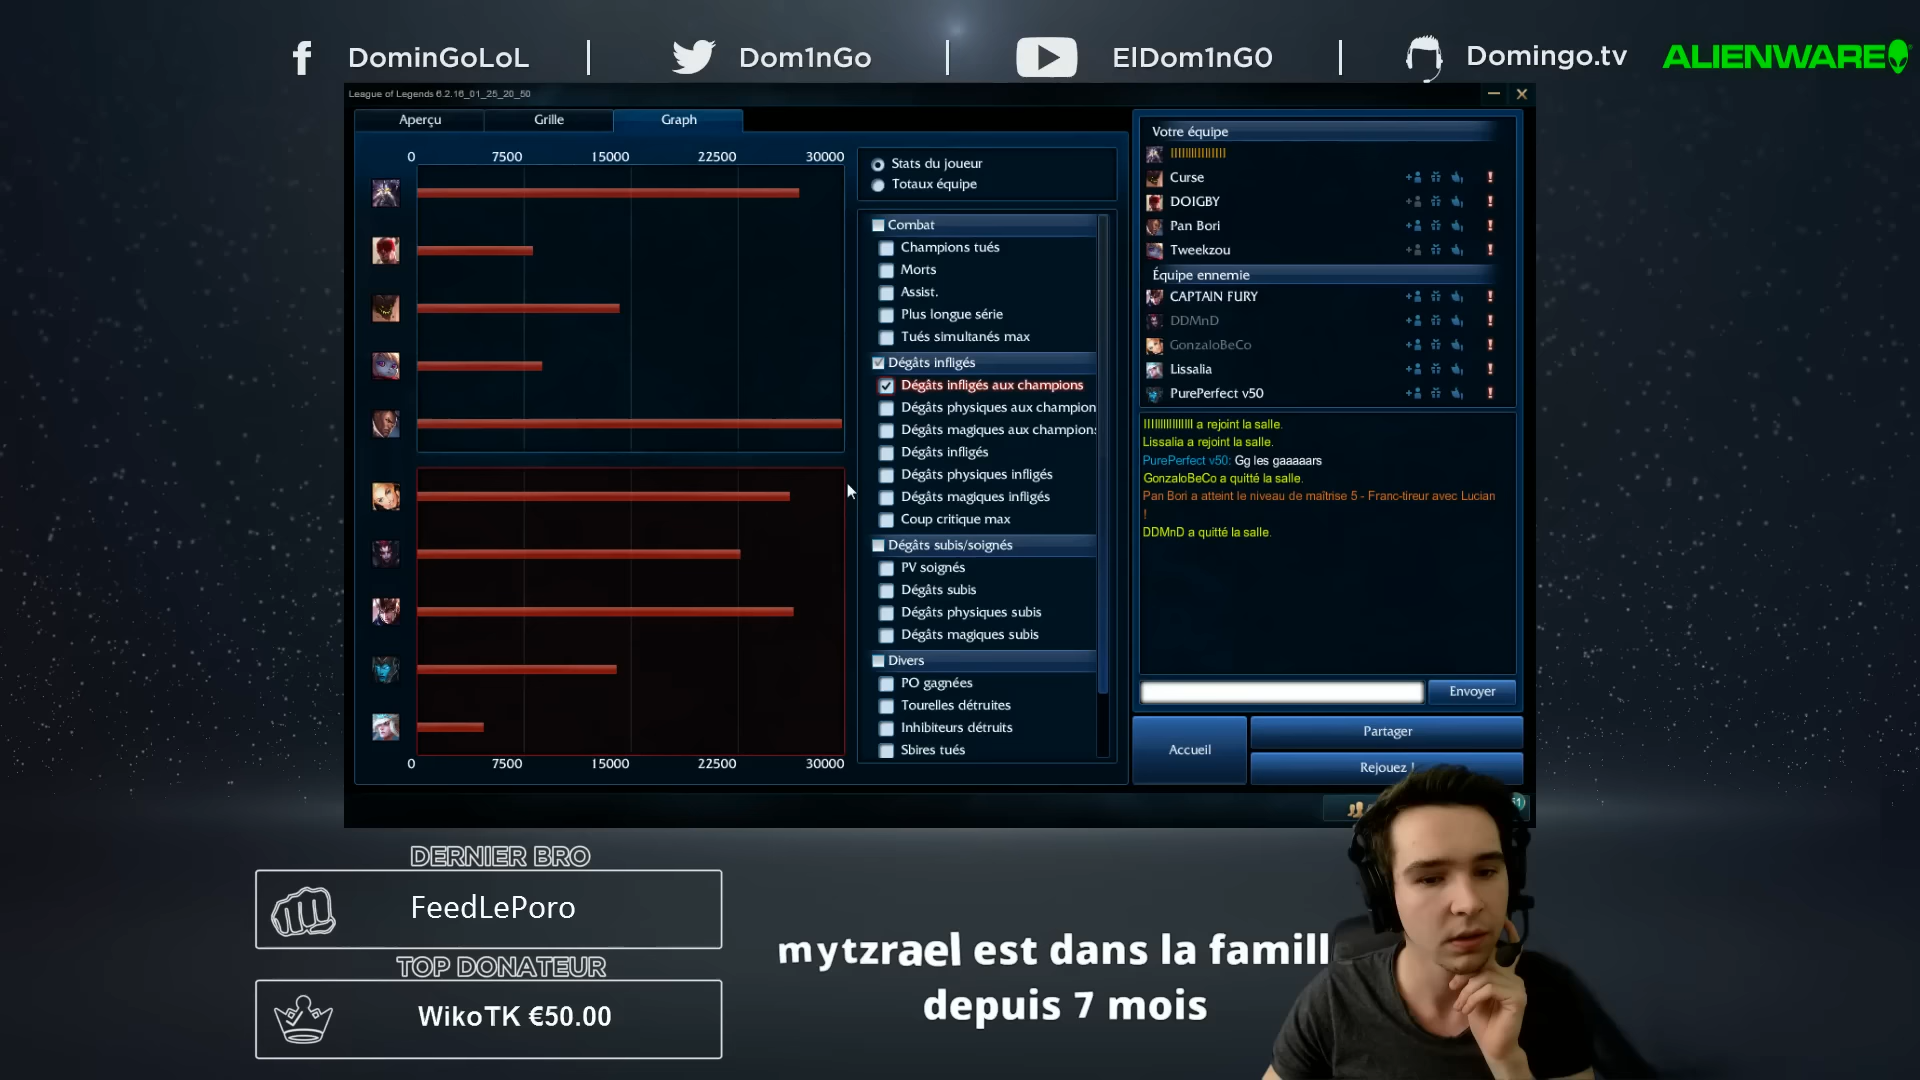 DominGoLoL | Dom1nGo | ElDom1nG0 | Domingo.tv ALIENWARE
League of Legends 6.2.16_01_25_20_50
Aperçu Grille Graph
0 7500 15000 22500 30000
0 7500 15000 22500 30000
Stats du joueur
Totaux équipe
Combat
Champions tués
Morts
Assist.
Plus longue série
Tués simultanés max
Dégâts infligés
Dégâts infligés aux champions
Dégâts physiques aux champion
Dégâts magiques aux champions
Dégâts infligés
Dégâts physiques infligés
Dégâts magiques infligés
Coup critique max
Dégâts subis/soignés
PV soignés
Dégâts subis
Dégâts physiques subis
Dégâts magiques subis
Divers
PO gagnées
Tourelles détruites
Inhibiteurs détruits
Sbires tués
Votre équipe
Curse
DOIGBY
Pan Bori
Tweekzou
Équipe ennemie
CAPTAIN FURY
DDMnD
GonzaloBeCo
Lissalia
PurePerfect v50
a rejoint la salle.
Lissalia a rejoint la salle.
PurePerfect v50: Gg les gaaaaars
GonzaloBeCo a quitté la salle.
Pan Bori a atteint le niveau de maîtrise 5 - Franc-tireur avec Lucian
!
DDMnD a quitté la salle.
Envoyer
Accueil
Partager
Rejouez !
DERNIER BRO
FeedLePoro
TOP DONATEUR
WikoTK €50.00
mytzrael est dans la famill
depuis 7 mois